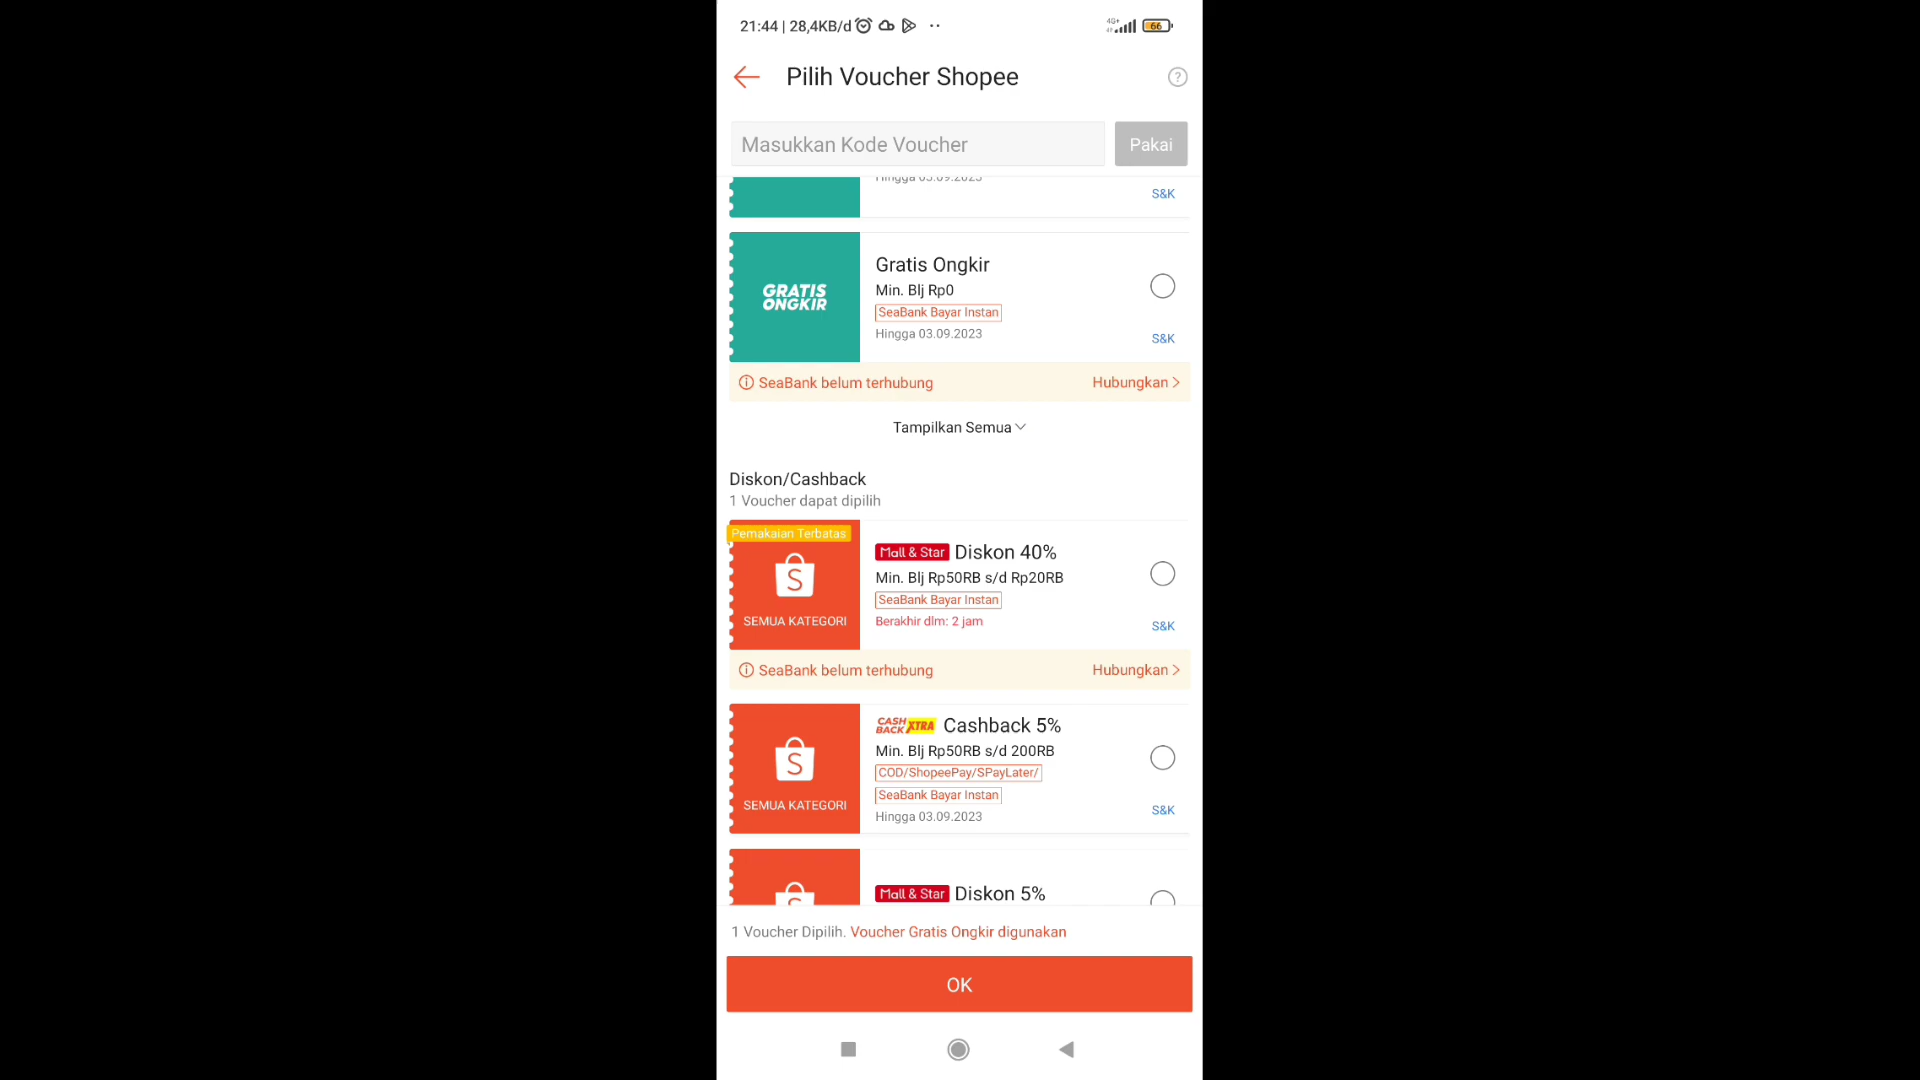 21:44 | 28,4KB/d
4G+
66
Pilih Voucher Shopee
?
Masukkan Kode Voucher
Pakai
Hingga 03.09.2023
S&K
GRATIS
ONGKIR
Gratis Ongkir
Min. Blj Rp0
SeaBank Bayar Instan
Hingga 03.09.2023
S&K
SeaBank belum terhubung
Hubungkan
Tampilkan Semua
Diskon/Cashback
1 Voucher dapat dipilih
Pemakaian Terbatas
S
SEMUA KATEGORI
Mall & Star Diskon 40%
Min. Blj Rp50RB s/d Rp20RB
SeaBank Bayar Instan
Berakhir dlm: 2 jam
S&K
SeaBank belum terhubung
Hubungkan
S
SEMUA KATEGORI
CASH BACK XTRA Cashback 5%
Min. Blj Rp50RB s/d 200RB
COD/ShopeePay/SPayLater/
SeaBank Bayar Instan
Hingga 03.09.2023
S&K
Mall & Star Diskon 5%
1 Voucher Dipilih. Voucher Gratis Ongkir digunakan
OK